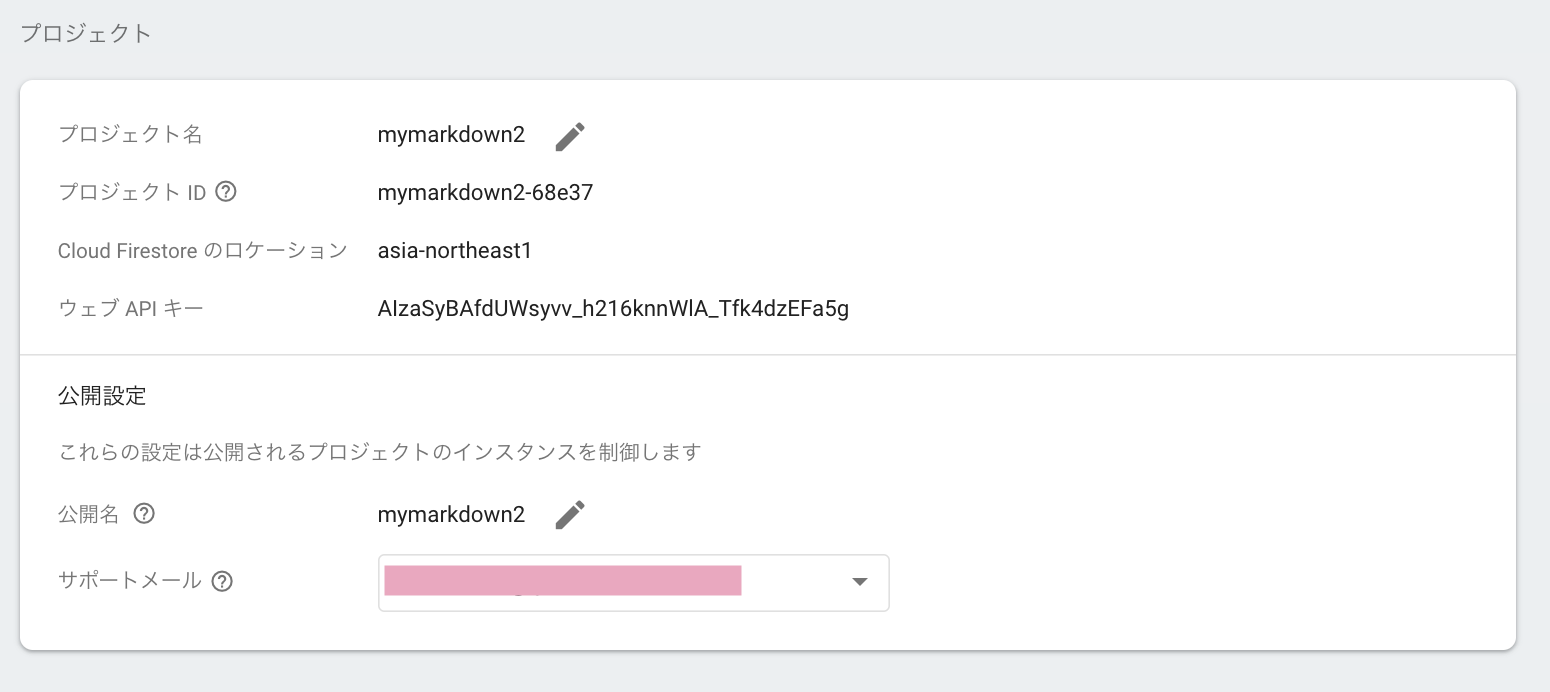 プロジェクト
プロジェクト名 mymarkdown2
プロジェクト ID mymarkdown2-68e37
Cloud Firestore のロケーション asia-northeast1
ウェブ API キー AIzaSyBAfdUWsyvv_h216knnWlA_Tfk4dzEFa5g
公開設定
これらの設定は公開されるプロジェクトのインスタンスを制御します
公開名 mymarkdown2
サポートメール